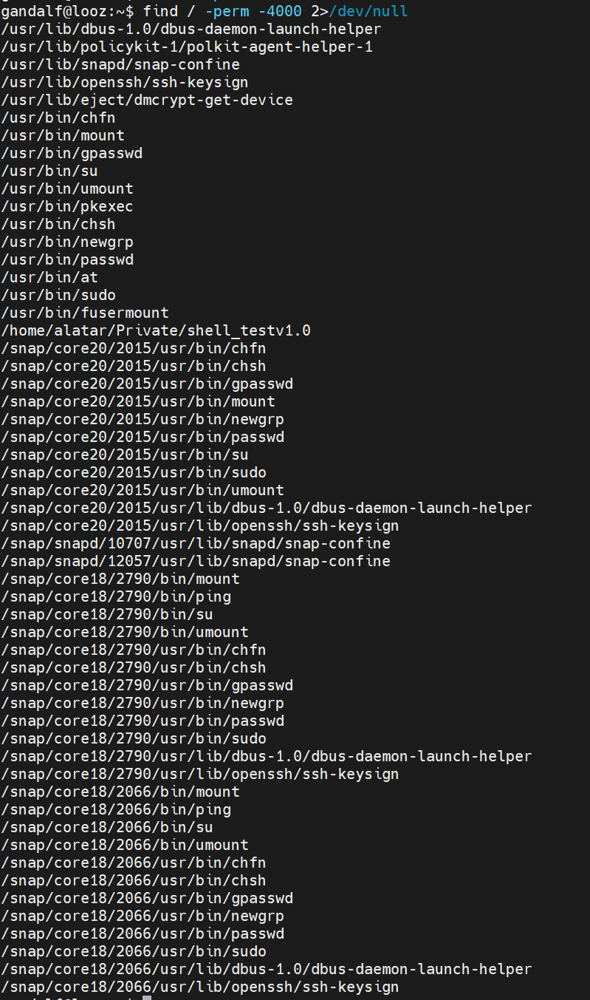 gandalf@looz:~$ find / -perm -4000 2>/dev/null
/usr/lib/dbus-1.0/dbus-daemon-launch-helper
/usr/lib/policykit-1/polkit-agent-helper-1
/usr/lib/snapd/snap-confine
/usr/lib/openssh/ssh-keysign
/usr/lib/eject/dmcrypt-get-device
/usr/bin/chfn
/usr/bin/mount
/usr/bin/gpasswd
/usr/bin/su
/usr/bin/umount
/usr/bin/pkexec
/usr/bin/chsh
/usr/bin/newgrp
/usr/bin/passwd
/usr/bin/at
/usr/bin/sudo
/usr/bin/fusermount
/home/alatar/Private/shell_testv1.0
/snap/core20/2015/usr/bin/chfn
/snap/core20/2015/usr/bin/chsh
/snap/core20/2015/usr/bin/gpasswd
/snap/core20/2015/usr/bin/mount
/snap/core20/2015/usr/bin/newgrp
/snap/core20/2015/usr/bin/passwd
/snap/core20/2015/usr/bin/su
/snap/core20/2015/usr/bin/sudo
/snap/core20/2015/usr/bin/umount
/snap/core20/2015/usr/lib/dbus-1.0/dbus-daemon-launch-helper
/snap/core20/2015/usr/lib/openssh/ssh-keysign
/snap/snapd/10707/usr/lib/snapd/snap-confine
/snap/snapd/12057/usr/lib/snapd/snap-confine
/snap/core18/2790/bin/mount
/snap/core18/2790/bin/ping
/snap/core18/2790/bin/su
/snap/core18/2790/bin/umount
/snap/core18/2790/usr/bin/chfn
/snap/core18/2790/usr/bin/chsh
/snap/core18/2790/usr/bin/gpasswd
/snap/core18/2790/usr/bin/newgrp
/snap/core18/2790/usr/bin/passwd
/snap/core18/2790/usr/bin/sudo
/snap/core18/2790/usr/lib/dbus-1.0/dbus-daemon-launch-helper
/snap/core18/2790/usr/lib/openssh/ssh-keysign
/snap/core18/2066/bin/mount
/snap/core18/2066/bin/ping
/snap/core18/2066/bin/su
/snap/core18/2066/bin/umount
/snap/core18/2066/usr/bin/chfn
/snap/core18/2066/usr/bin/chsh
/snap/core18/2066/usr/bin/gpasswd
/snap/core18/2066/usr/bin/newgrp
/snap/core18/2066/usr/bin/passwd
/snap/core18/2066/usr/bin/sudo
/snap/core18/2066/usr/lib/dbus-1.0/dbus-daemon-launch-helper
/snap/core18/2066/usr/lib/openssh/ssh-keysign